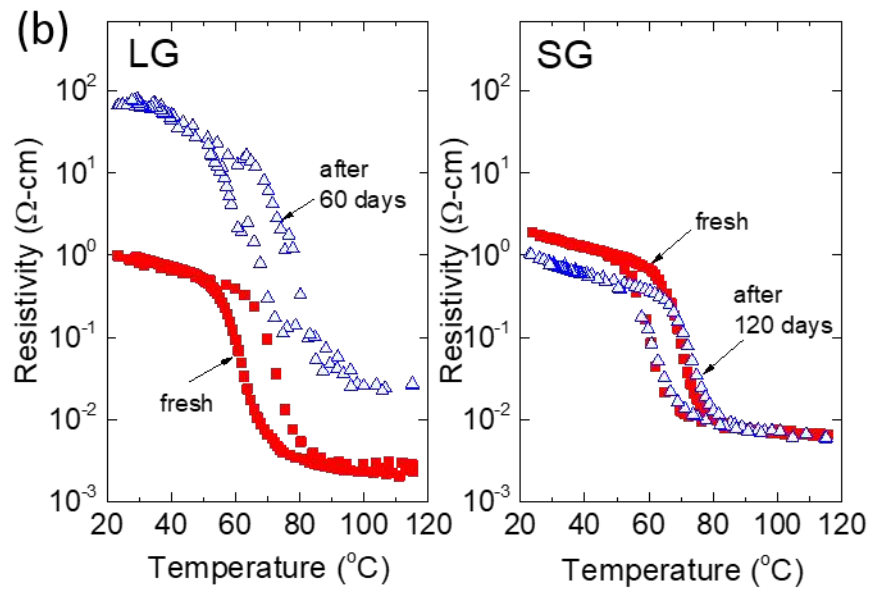 (b)
LG
SG
10²
10¹
10⁰
10⁻¹
10⁻²
10⁻³
Resistivity (Ω-cm)
after
60 days
fresh
20 40 60 80 100 120
Temperature (°C)
10²
10¹
10⁰
10⁻¹
10⁻²
10⁻³
Resistivity (Ω-cm)
fresh
after
120 days
20 40 60 80 100 120
Temperature (°C)